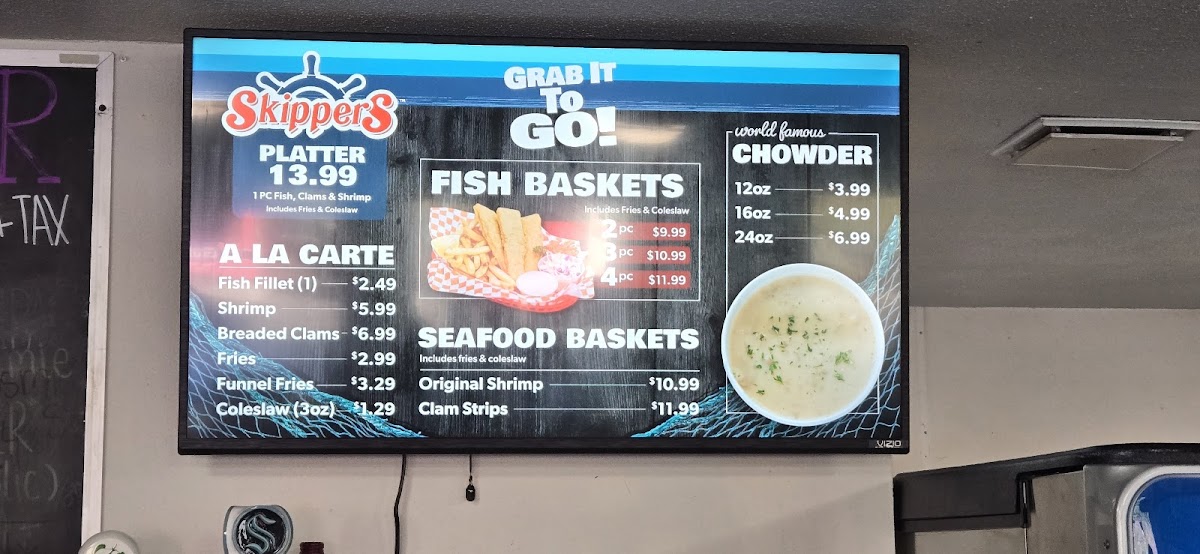 R
+ TAX
Skippers
PLATTER
13.99
1 PC Fish, Clams & Shrimp
Includes Fries & Coleslaw
A LA CARTE
Fish Fillet (1) $2.49
Shrimp $5.99
Breaded Clams $6.99
Fries $2.99
Funnel Fries $3.29
Coleslaw (3oz) $1.29
GRAB IT
TO
GO!
FISH BASKETS
Includes Fries & Coleslaw
2 pc $9.99
3 pc $10.99
4 pc $11.99
SEAFOOD BASKETS
Includes fries & coleslaw
Original Shrimp $10.99
Clam Strips $11.99
world famous
CHOWDER
12oz $3.99
16oz $4.99
24oz $6.99
VIZIO